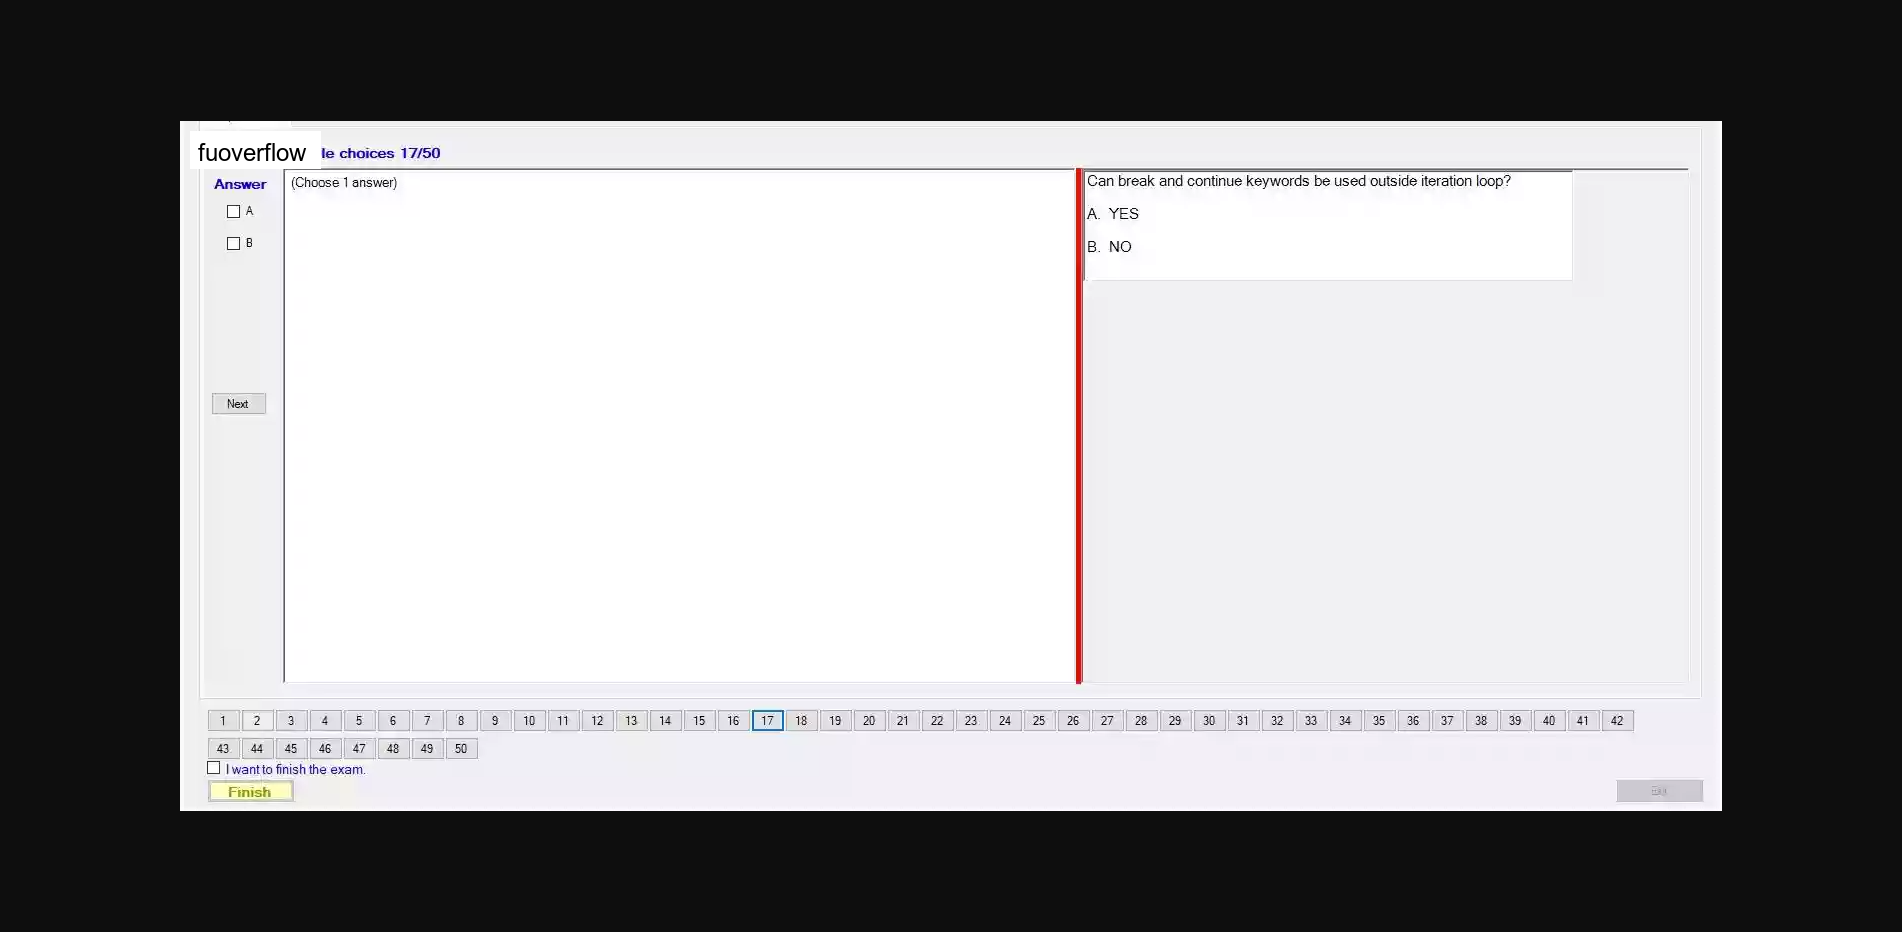 fuoverflow
le choices 17/50
Answer
(Choose 1 answer)
A
B
Next
Can break and continue keywords be used outside iteration loop?
A. YES
B. NO
1 2 3 4 5 6 7 8 9 10 11 12 13 14 15 16 17 18 19 20 21 22 23 24 25 26 27 28 29 30 31 32 33 34 35 36 37 38 39 40 41 42
43 44 45 46 47 48 49 50
I want to finish the exam.
Finish